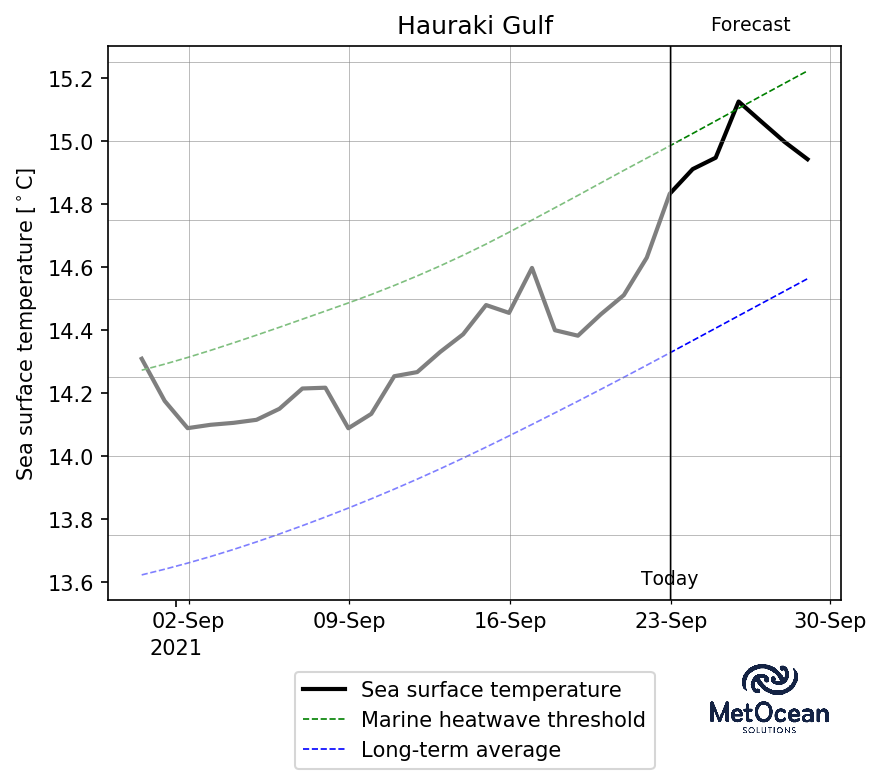 Hauraki Gulf
Forecast
Sea surface temperature [°C]
15.2
15.0
14.8
14.6
14.4
14.2
14.0
13.8
13.6
Today
02-Sep 09-Sep 16-Sep 23-Sep 30-Sep
2021
Sea surface temperature
Marine heatwave threshold
Long-term average
MetOcean
SOLUTIONS